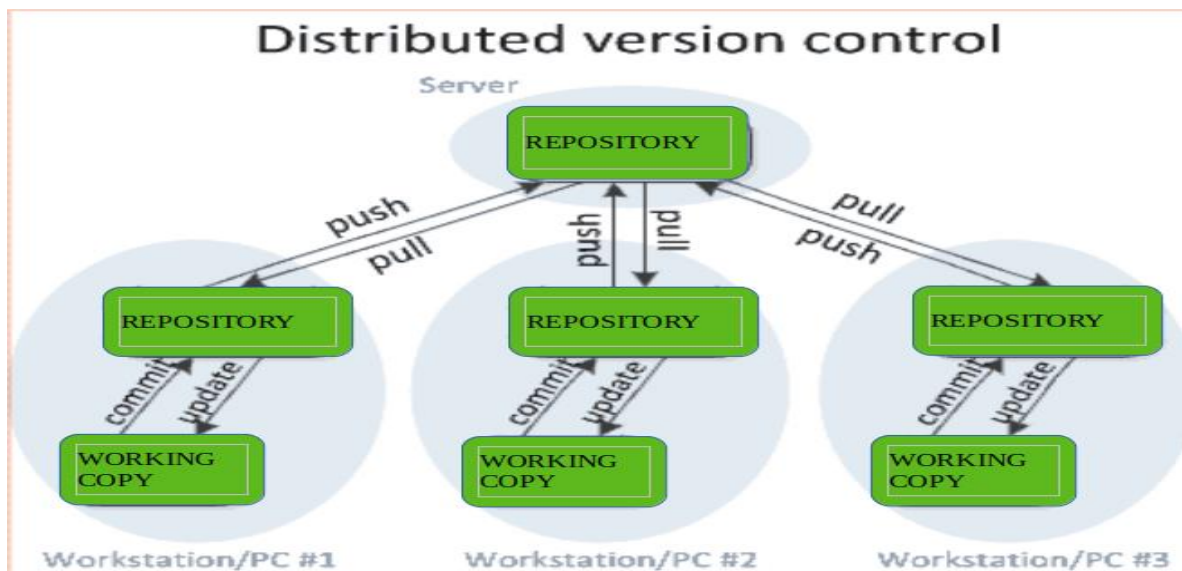 Distributed version control
Server
REPOSITORY
push
pull
push
pull
pull
push
REPOSITORY
REPOSITORY
REPOSITORY
commit
update
commit
update
commit
update
WORKING
COPY
WORKING
COPY
WORKING
COPY
Workstation/PC #1
Workstation/PC #2
Workstation/PC #3